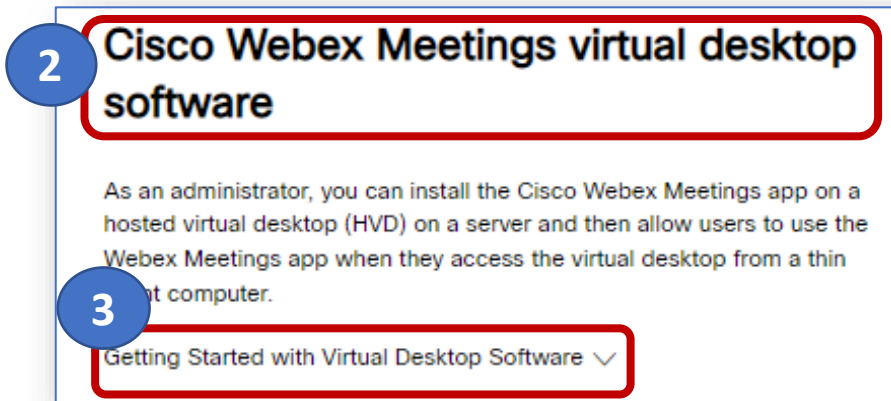 2
Cisco Webex Meetings virtual desktop
software
As an administrator, you can install the Cisco Webex Meetings app on a
hosted virtual desktop (HVD) on a server and then allow users to use the
Webex Meetings app when they access the virtual desktop from a thin
computer.
3
Getting Started with Virtual Desktop Software